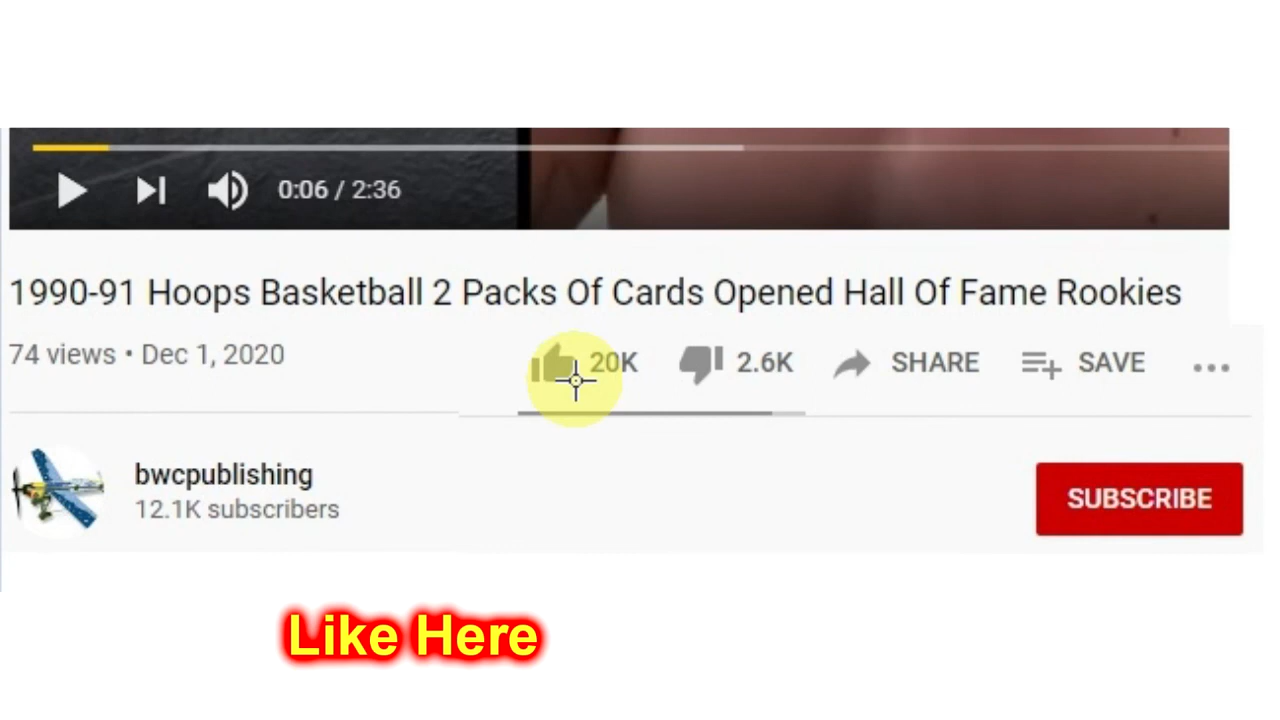 0:06 / 2:36
1990-91 Hoops Basketball 2 Packs Of Cards Opened Hall Of Fame Rookies
74 views • Dec 1, 2020
20K 2.6K SHARE SAVE
bwcpublishing
12.1K subscribers
SUBSCRIBE
Like Here